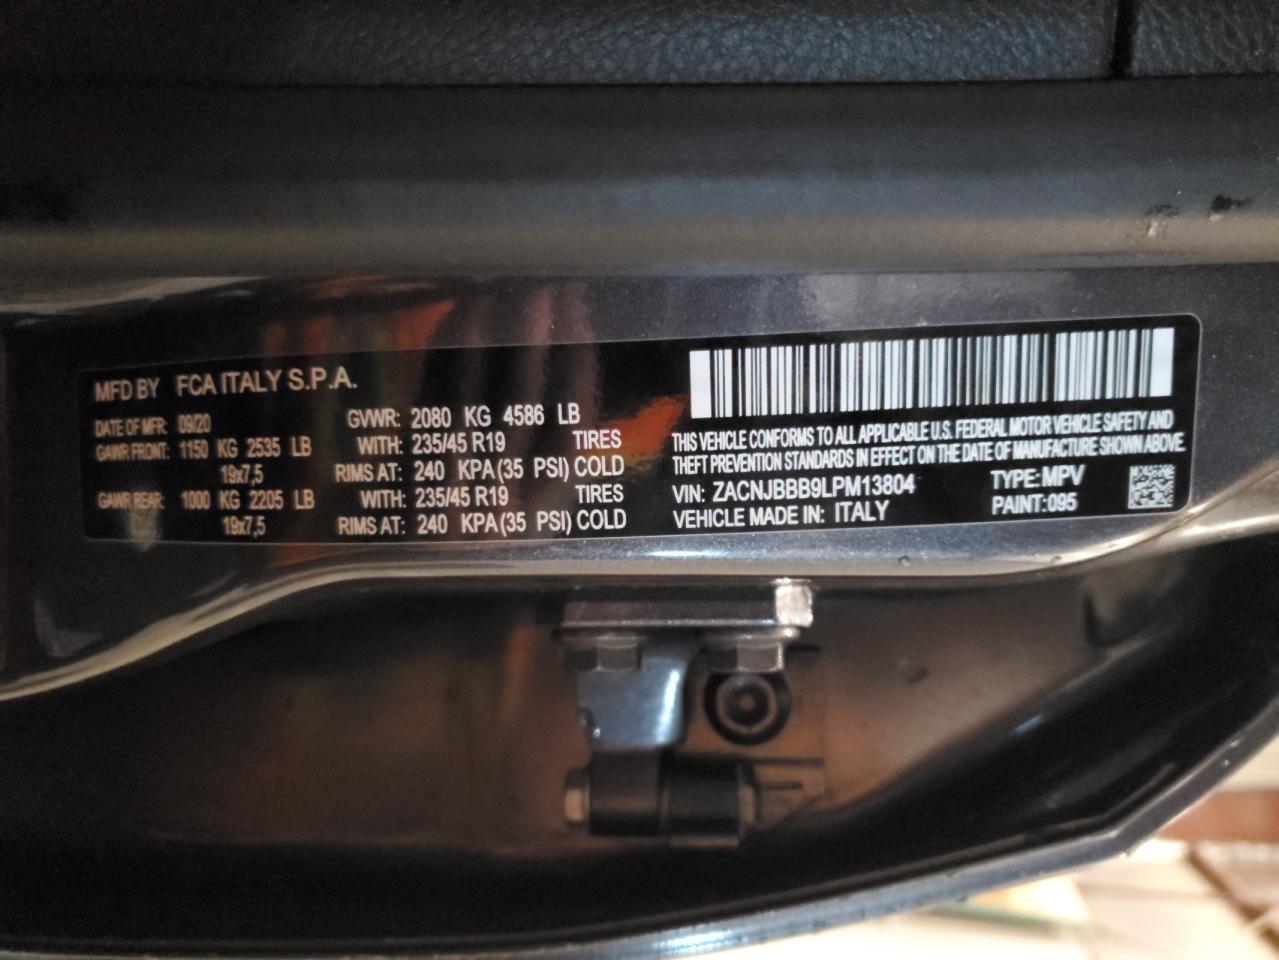 MFD BY FCA ITALY S.P.A.
DATE OF MFR: 09/20 GVWR: 2080 KG 4586 LB
GAWR FRONT: 1150 KG 2535 LB WITH: 235/45 R19 TIRES
19x7,5 RIMS AT: 240 KPA (35 PSI) COLD
GAWR REAR: 1000 KG 2205 LB WITH: 235/45 R19 TIRES
19x7,5 RIMS AT: 240 KPA (35 PSI) COLD
THIS VEHICLE CONFORMS TO ALL APPLICABLE U.S. FEDERAL MOTOR VEHICLE SAFETY AND
THEFT PREVENTION STANDARDS IN EFFECT ON THE DATE OF MANUFACTURE SHOWN ABOVE.
VIN: ZACNJBBB9LPM13804 TYPE: MPV
VEHICLE MADE IN: ITALY PAINT: 095